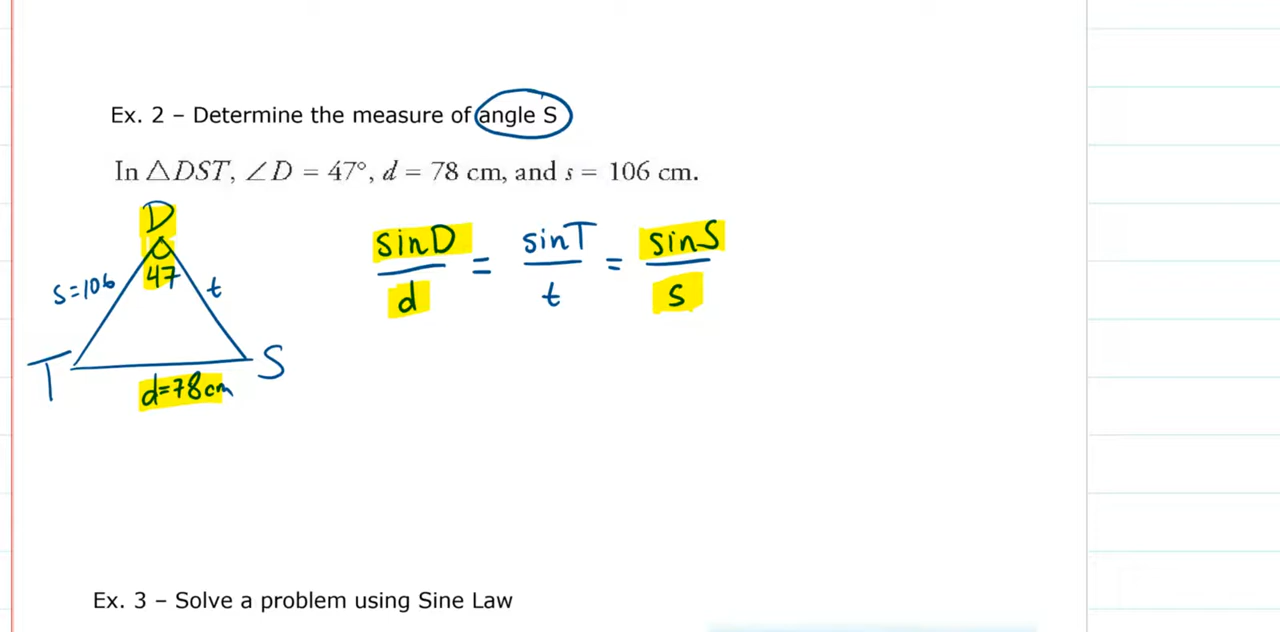 Ex. 2 – Determine the measure of angle S
In △DST, ∠D = 47°, d = 78 cm, and s = 106 cm.
D
47
s=106
t
T
S
d=78cm
sinD = sinT = sinS
d t s
Ex. 3 – Solve a problem using Sine Law